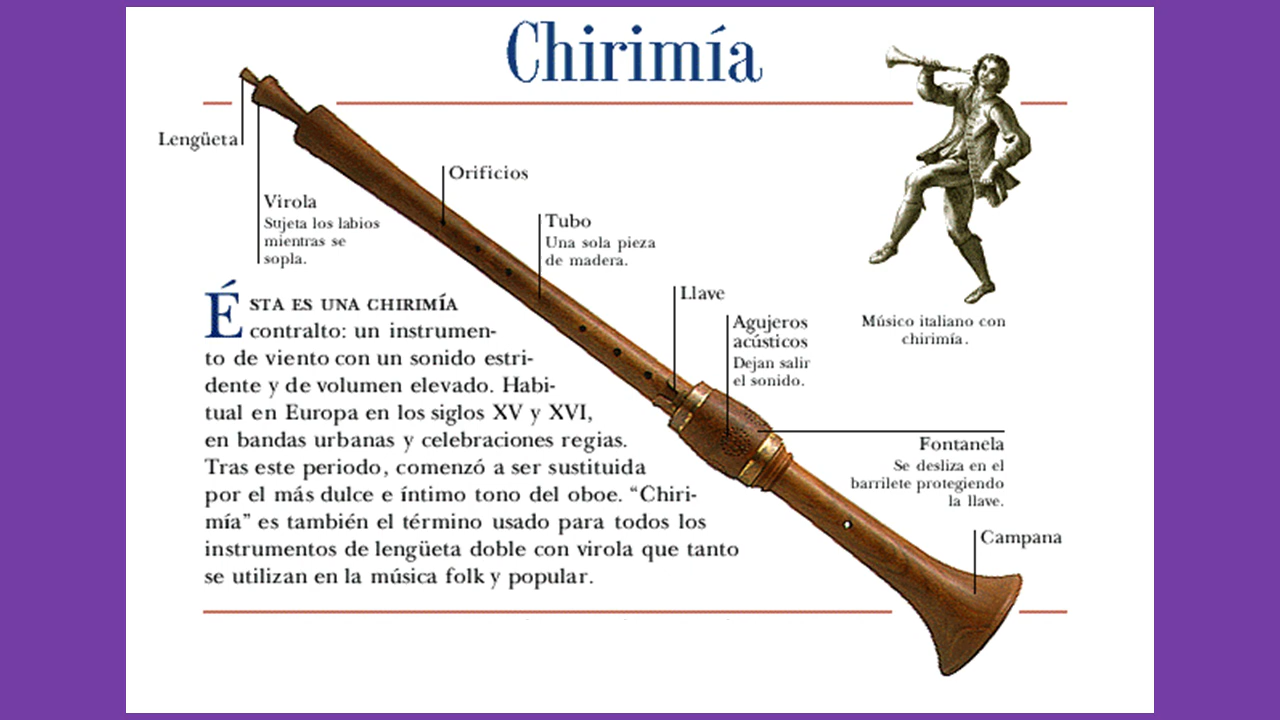 Chirimía
Lengüeta
Orificios
Virola
Sujeta los labios
mientras se
sopla.
Tubo
Una sola pieza
de madera.
Llave
Agujeros
acústicos
Dejan salir
el sonido.
Músico italiano con
chirimía.
ÉSTA ES UNA CHIRIMÍA
contralto: un instrumen-
to de viento con un sonido estri-
dente y de volumen elevado. Habi-
tual en Europa en los siglos XV y XVI,
en bandas urbanas y celebraciones regias.
Tras este periodo, comenzó a ser sustituida
por el más dulce e íntimo tono del oboe. “Chiri-
mía” es también el término usado para todos los
instrumentos de lengüeta doble con virola que tanto
se utilizan en la música folk y popular.
Fontanela
Se desliza en el
barrilete protegiendo
la llave.
Campana